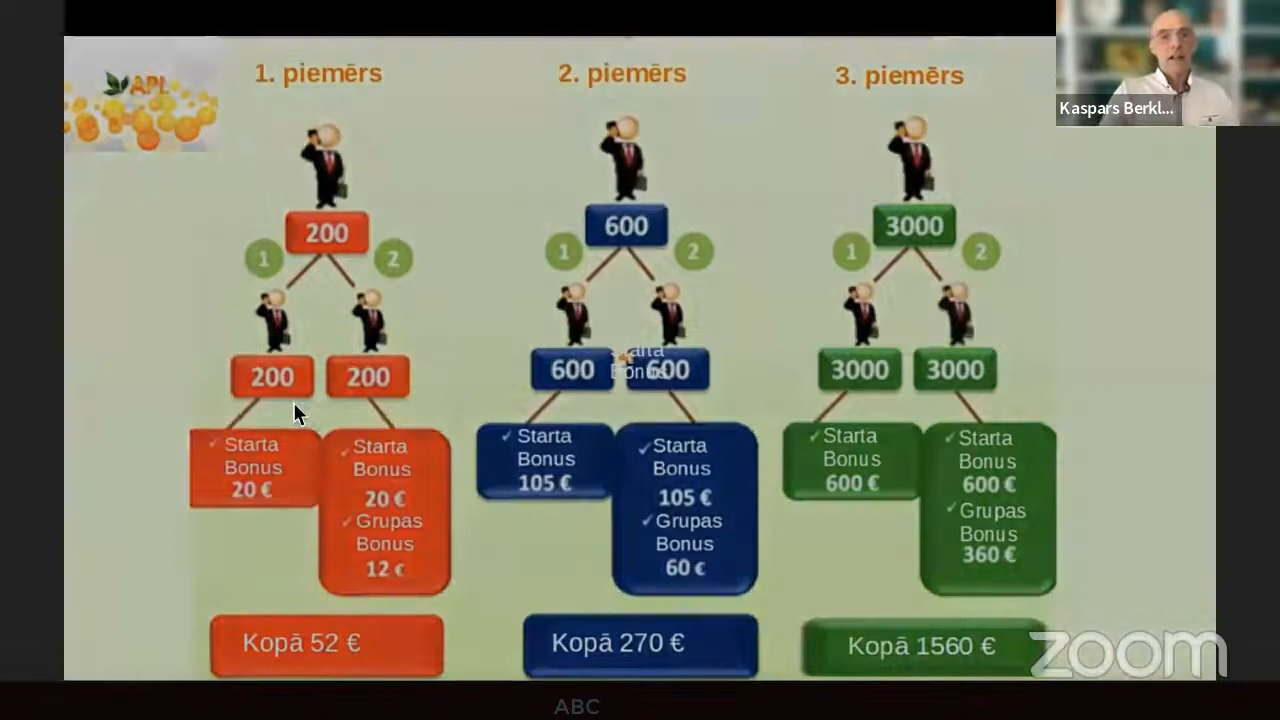 APL
1. piemērs
2. piemērs
3. piemērs
Kaspars Berkl...
200
600
3000
1
2
1
2
1
2
200
200
600
600
3000
3000
Starta
Bonus
✓ Starta
Bonus
20 €
✓ Starta
Bonus
20 €
✓ Grupas
Bonus
12 €
✓ Starta
Bonus
105 €
✓ Starta
Bonus
105 €
✓ Grupas
Bonus
60 €
✓ Starta
Bonus
600 €
✓ Starta
Bonus
600 €
✓ Grupas
Bonus
360 €
Kopā 52 €
Kopā 270 €
Kopā 1560 €
zoom
ABC